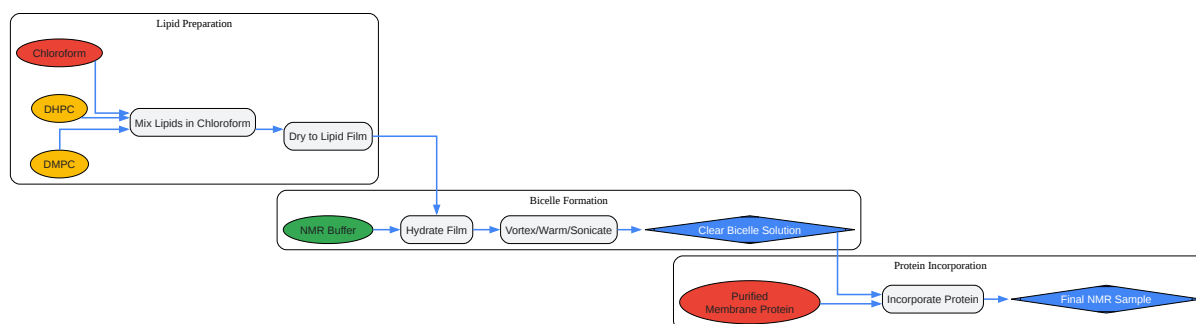 Lipid Preparation
Chloroform
DHPC
DMPC
Mix Lipids in Chloroform
Dry to Lipid Film
Bicelle Formation
NMR Buffer
Hydrate Film
Vortex/Warm/Sonicate
Clear Bicelle Solution
Protein Incorporation
Purified
Membrane Protein
Incorporate Protein
Final NMR Sample